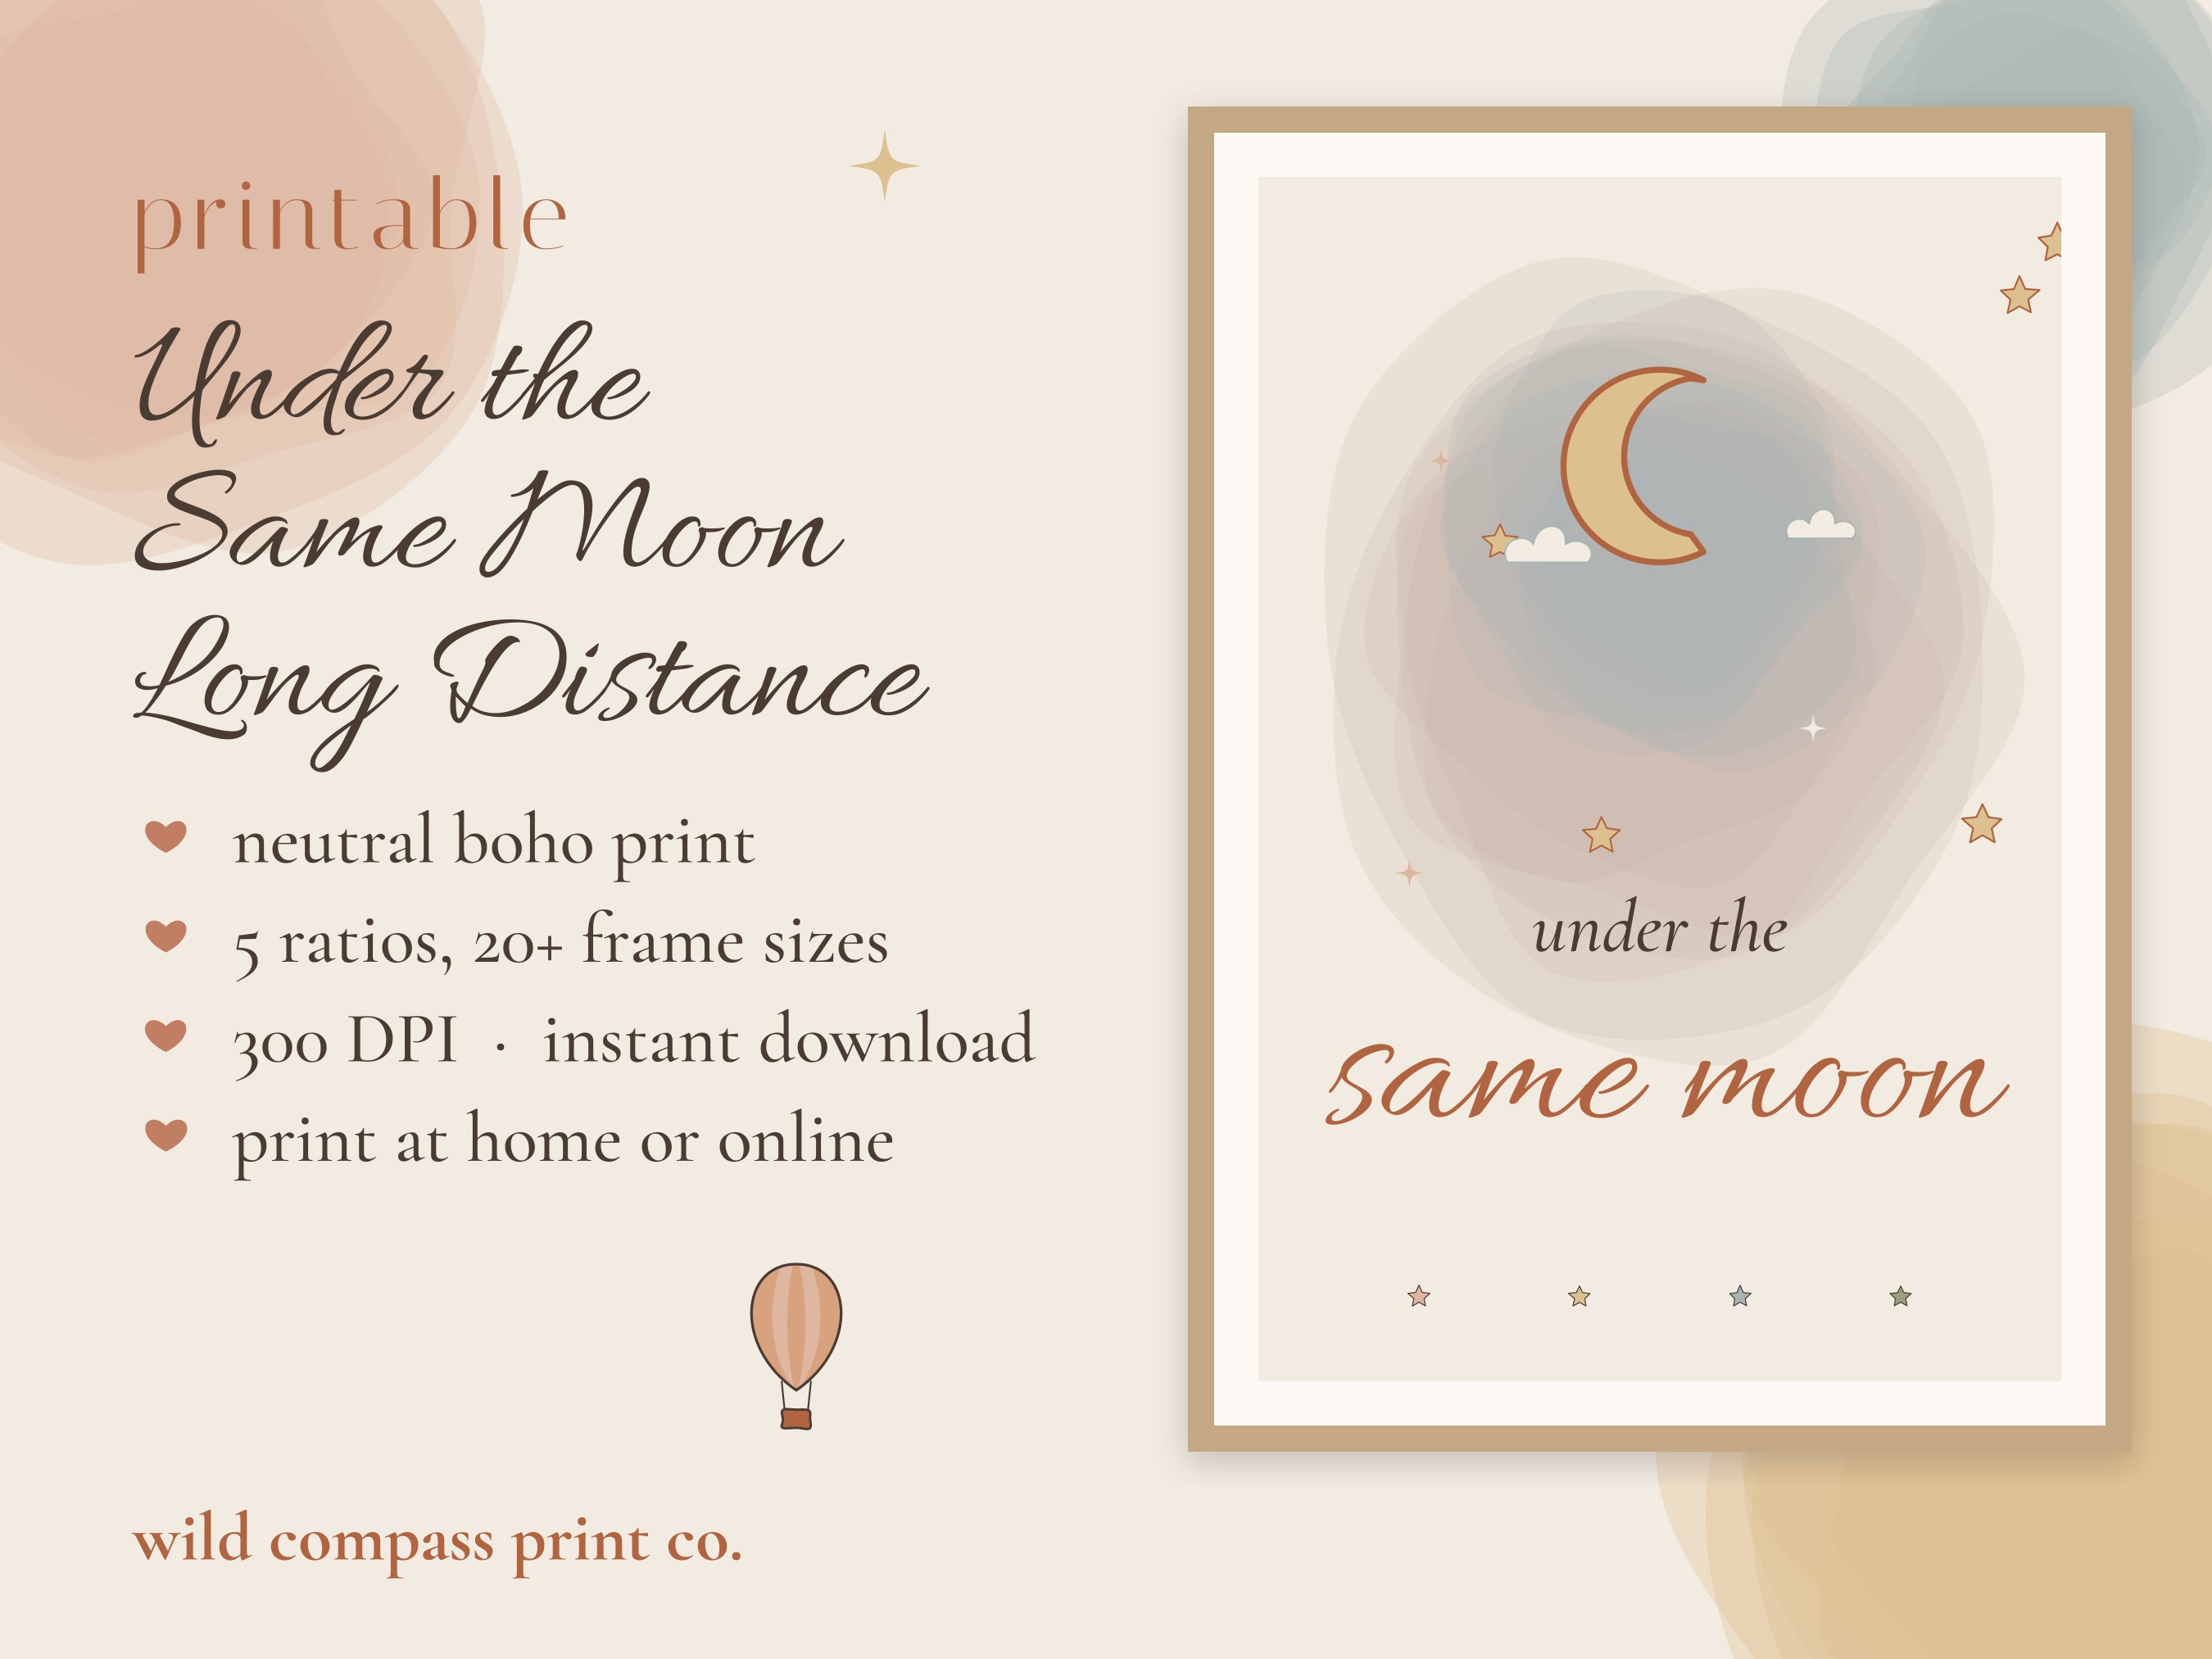 printable
Under the
Same Moon
Long Distance
neutral boho print
5 ratios, 20+ frame sizes
300 DPI · instant download
print at home or online
wild compass print co.
under the
same moon